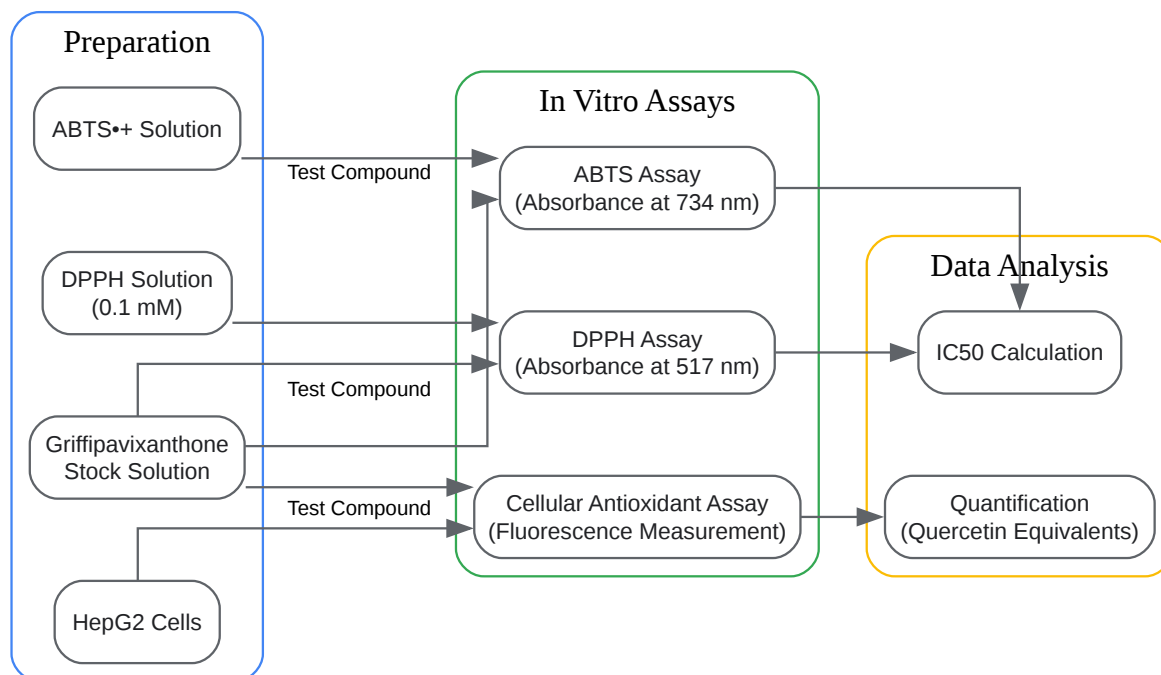 Preparation
ABTS•+ Solution
DPPH Solution
(0.1 mM)
Griffipavixanthone
Stock Solution
HepG2 Cells
Test Compound
Test Compound
Test Compound
In Vitro Assays
ABTS Assay
(Absorbance at 734 nm)
DPPH Assay
(Absorbance at 517 nm)
Cellular Antioxidant Assay
(Fluorescence Measurement)
Data Analysis
IC50 Calculation
Quantification
(Quercetin Equivalents)